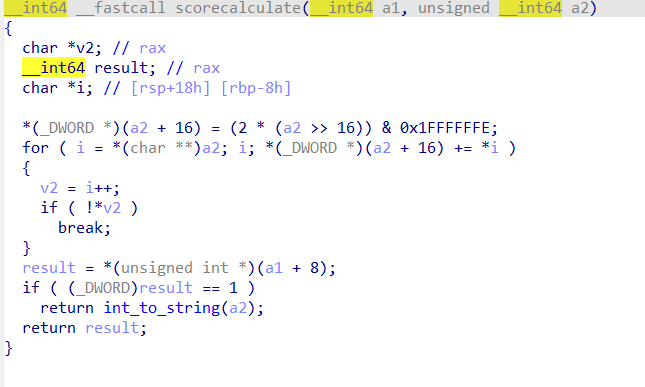 __int64 __fastcall scorecalculate(__int64 a1, unsigned __int64 a2)
{
  char *v2; // rax
  __int64 result; // rax
  char *i; // [rsp+18h] [rbp-8h]

  *(_DWORD *)(a2 + 16) = (2 * (a2 >> 16)) & 0x1FFFFFFE;
  for ( i = *(char **)a2; i; *(_DWORD *)(a2 + 16) += *i )
  {
    v2 = i++;
    if ( !*v2 )
      break;
  }
  result = *(unsigned int *)(a1 + 8);
  if ( (_DWORD)result == 1 )
    return int_to_string(a2);
  return result;
}